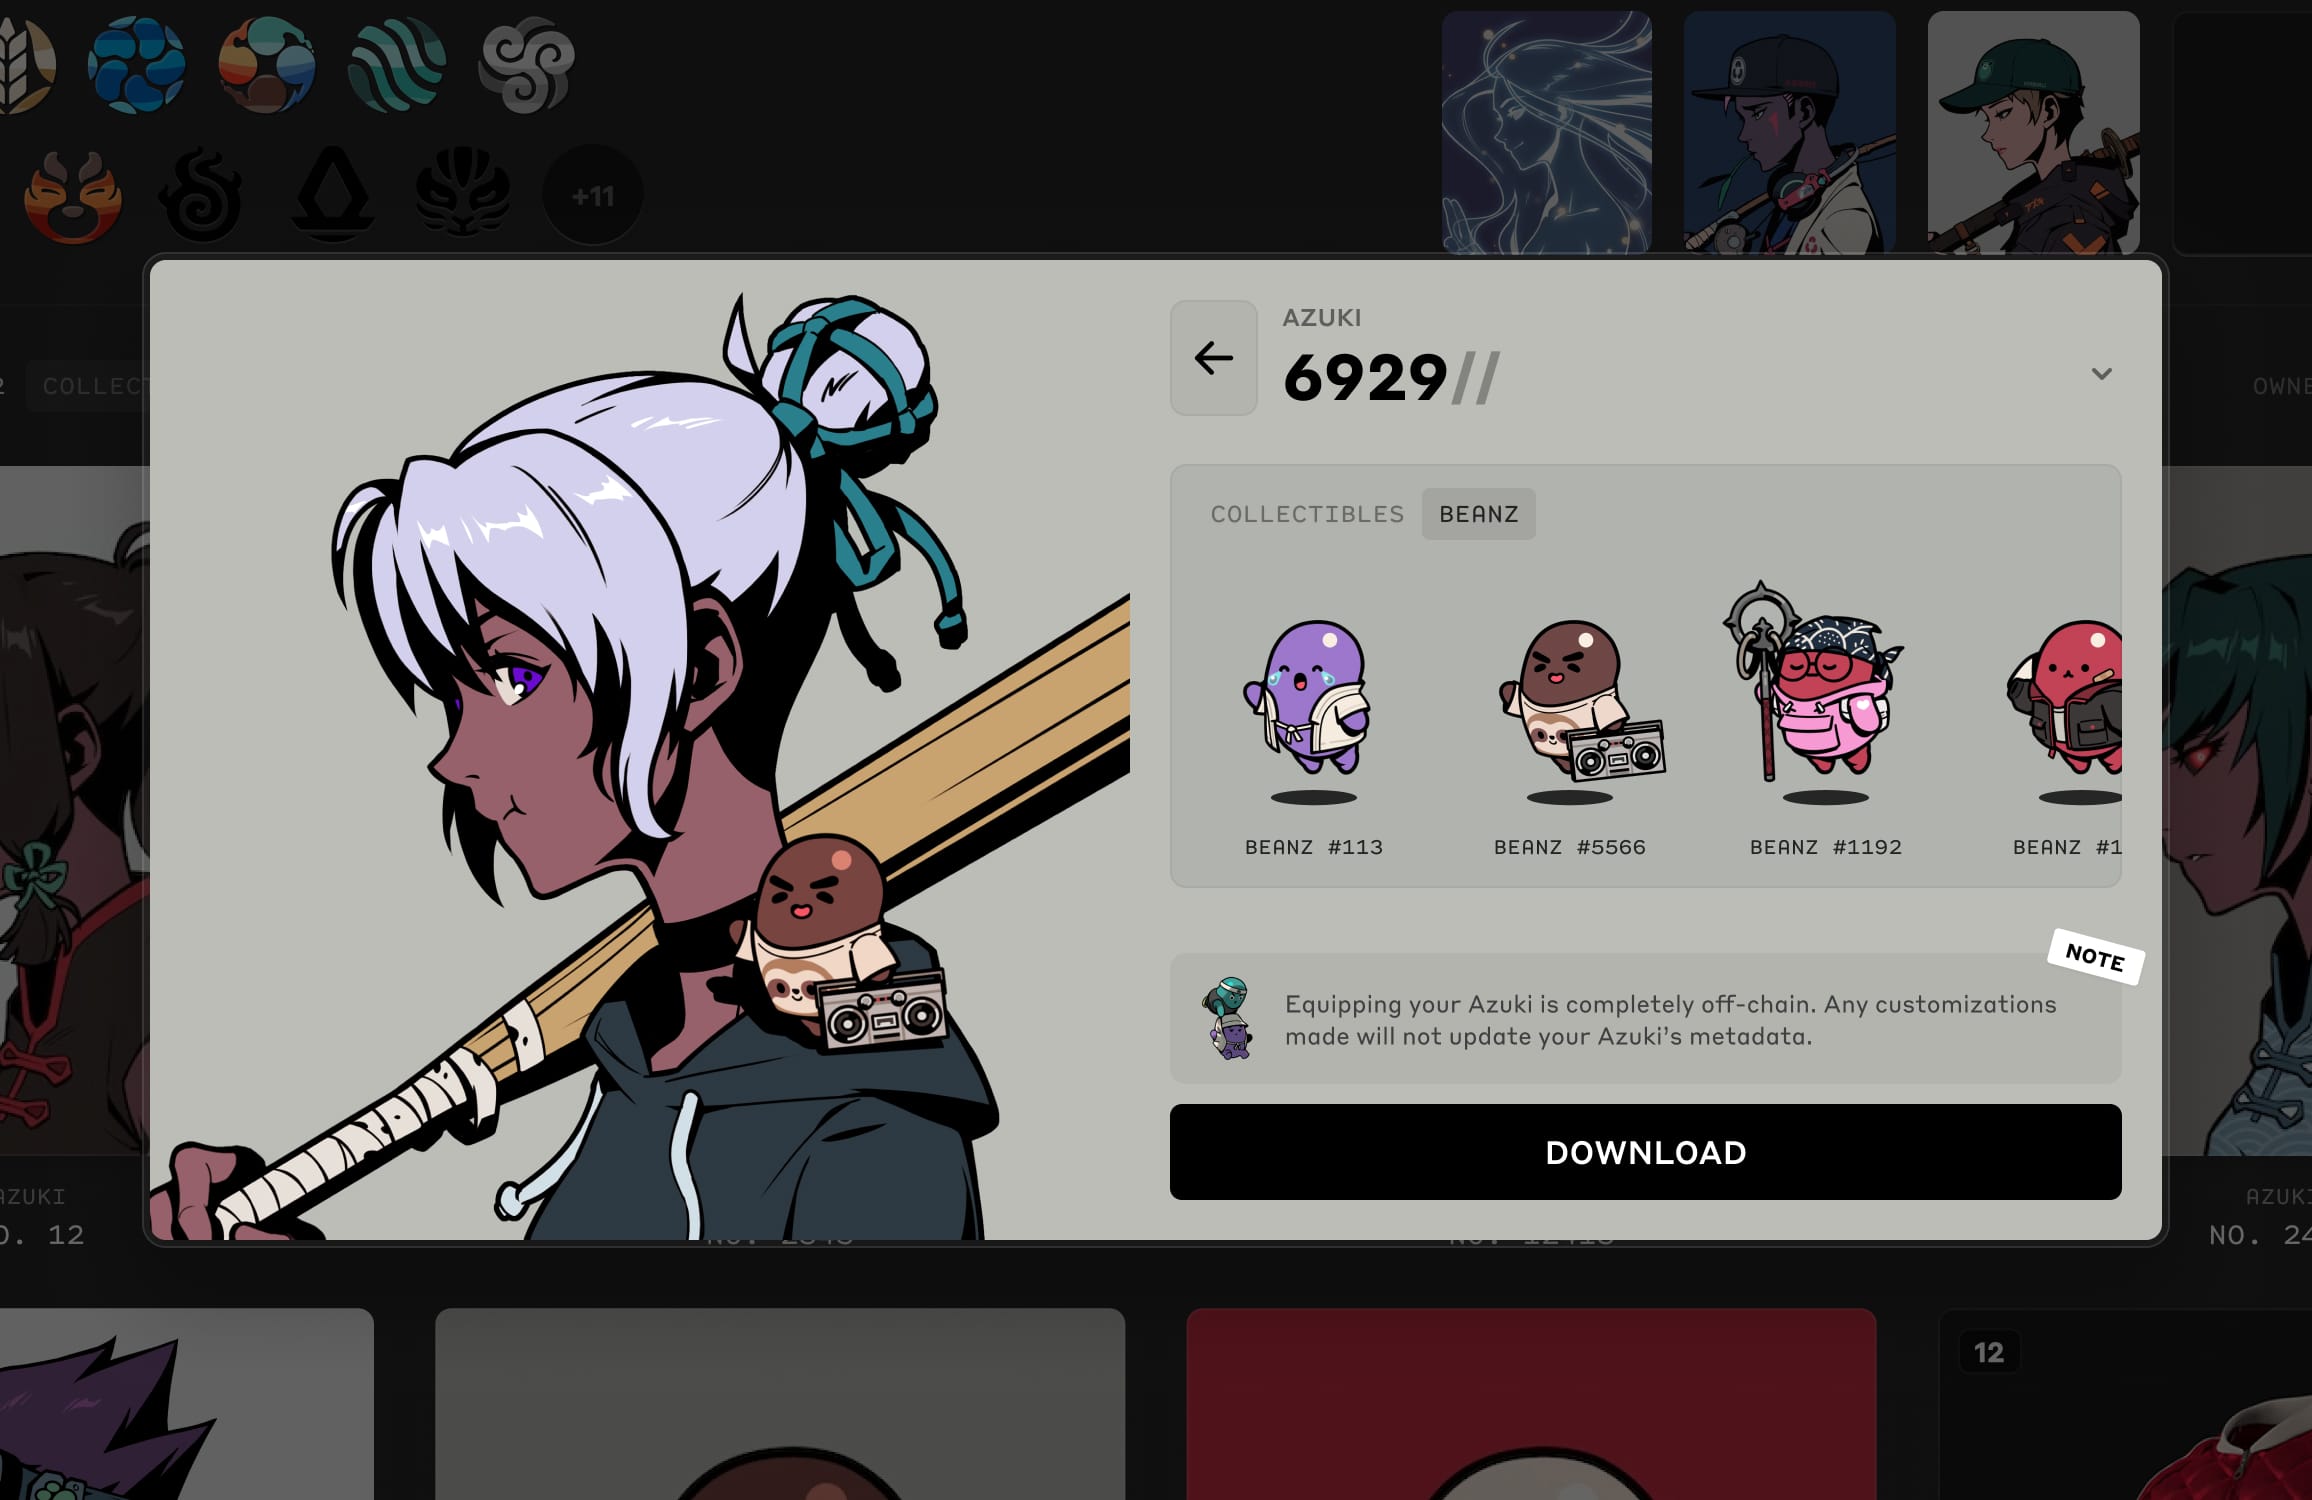 +11
COLLECT
OWNE
AZUKI
6929//
COLLECTIBLES BEANZ
BEANZ #113
BEANZ #5566
BEANZ #1192
BEANZ #1
NOTE
Equipping your Azuki is completely off-chain. Any customizations
made will not update your Azuki's metadata.
DOWNLOAD
AZUKI
NO. 12
AZUKI
NO. 24
12